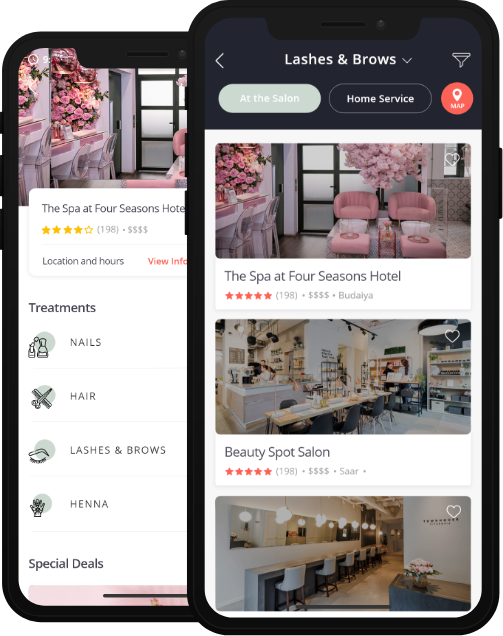 The Spa at Four Seasons Hote
(198) • $$$$
Location and hours
View Info
Treatments
NAILS
HAIR
LASHES & BROWS
HENNA
Special Deals
Lashes & Brows
At the Salon
Home Service
MAP
The Spa at Four Seasons Hotel
(198) • $$$$ • Budaiya
Beauty Spot Salon
(198) • $$$$ • Saar •